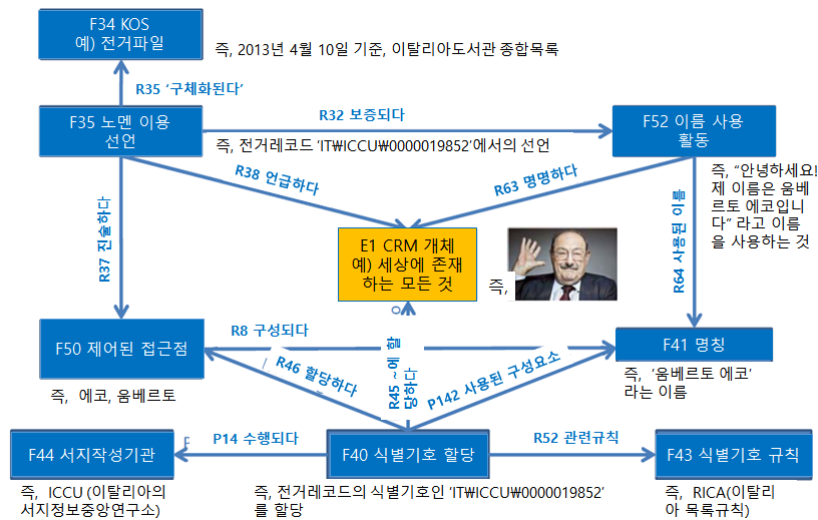 F34 KOS
예) 전거파일
즉, 2013년 4월 10일 기준, 이탈리아도서관 종합목록
R35 ‘구체화된다’
R32 보증되다
F35 노멘 이용
선언
F52 이름 사용
활동
즉, 전거레코드 ‘IT₩ICCU₩0000019852’에서의 선언
R38 언급하다
R63 명명하다
즉, “안녕하세요!
제 이름은 움베
르토 에코입니
다” 라고 이름
을 사용하는 것
R37 진술하다
E1 CRM 개체
예) 세상에 존재
하는 모든 것
즉,
R64 사용된 이름
F50 제어된 접근점
R8 구성되다
F41 명칭
즉, 에코, 움베르토
R46 할당하다
R45 ~에 할
당하다
P142 사용된 구성요소
즉, ‘움베르토 에코’
라는 이름
F44 서지작성기관
P14 수행되다
F40 식별기호 할당
R52 관련규칙
F43 식별기호 규칙
즉, ICCU (이탈리아의
서지정보중앙연구소)
즉, 전거레코드의 식별기호인 ‘IT₩ICCU₩0000019852’
를 할당
즉, RICA(이탈리
아 목록규칙)